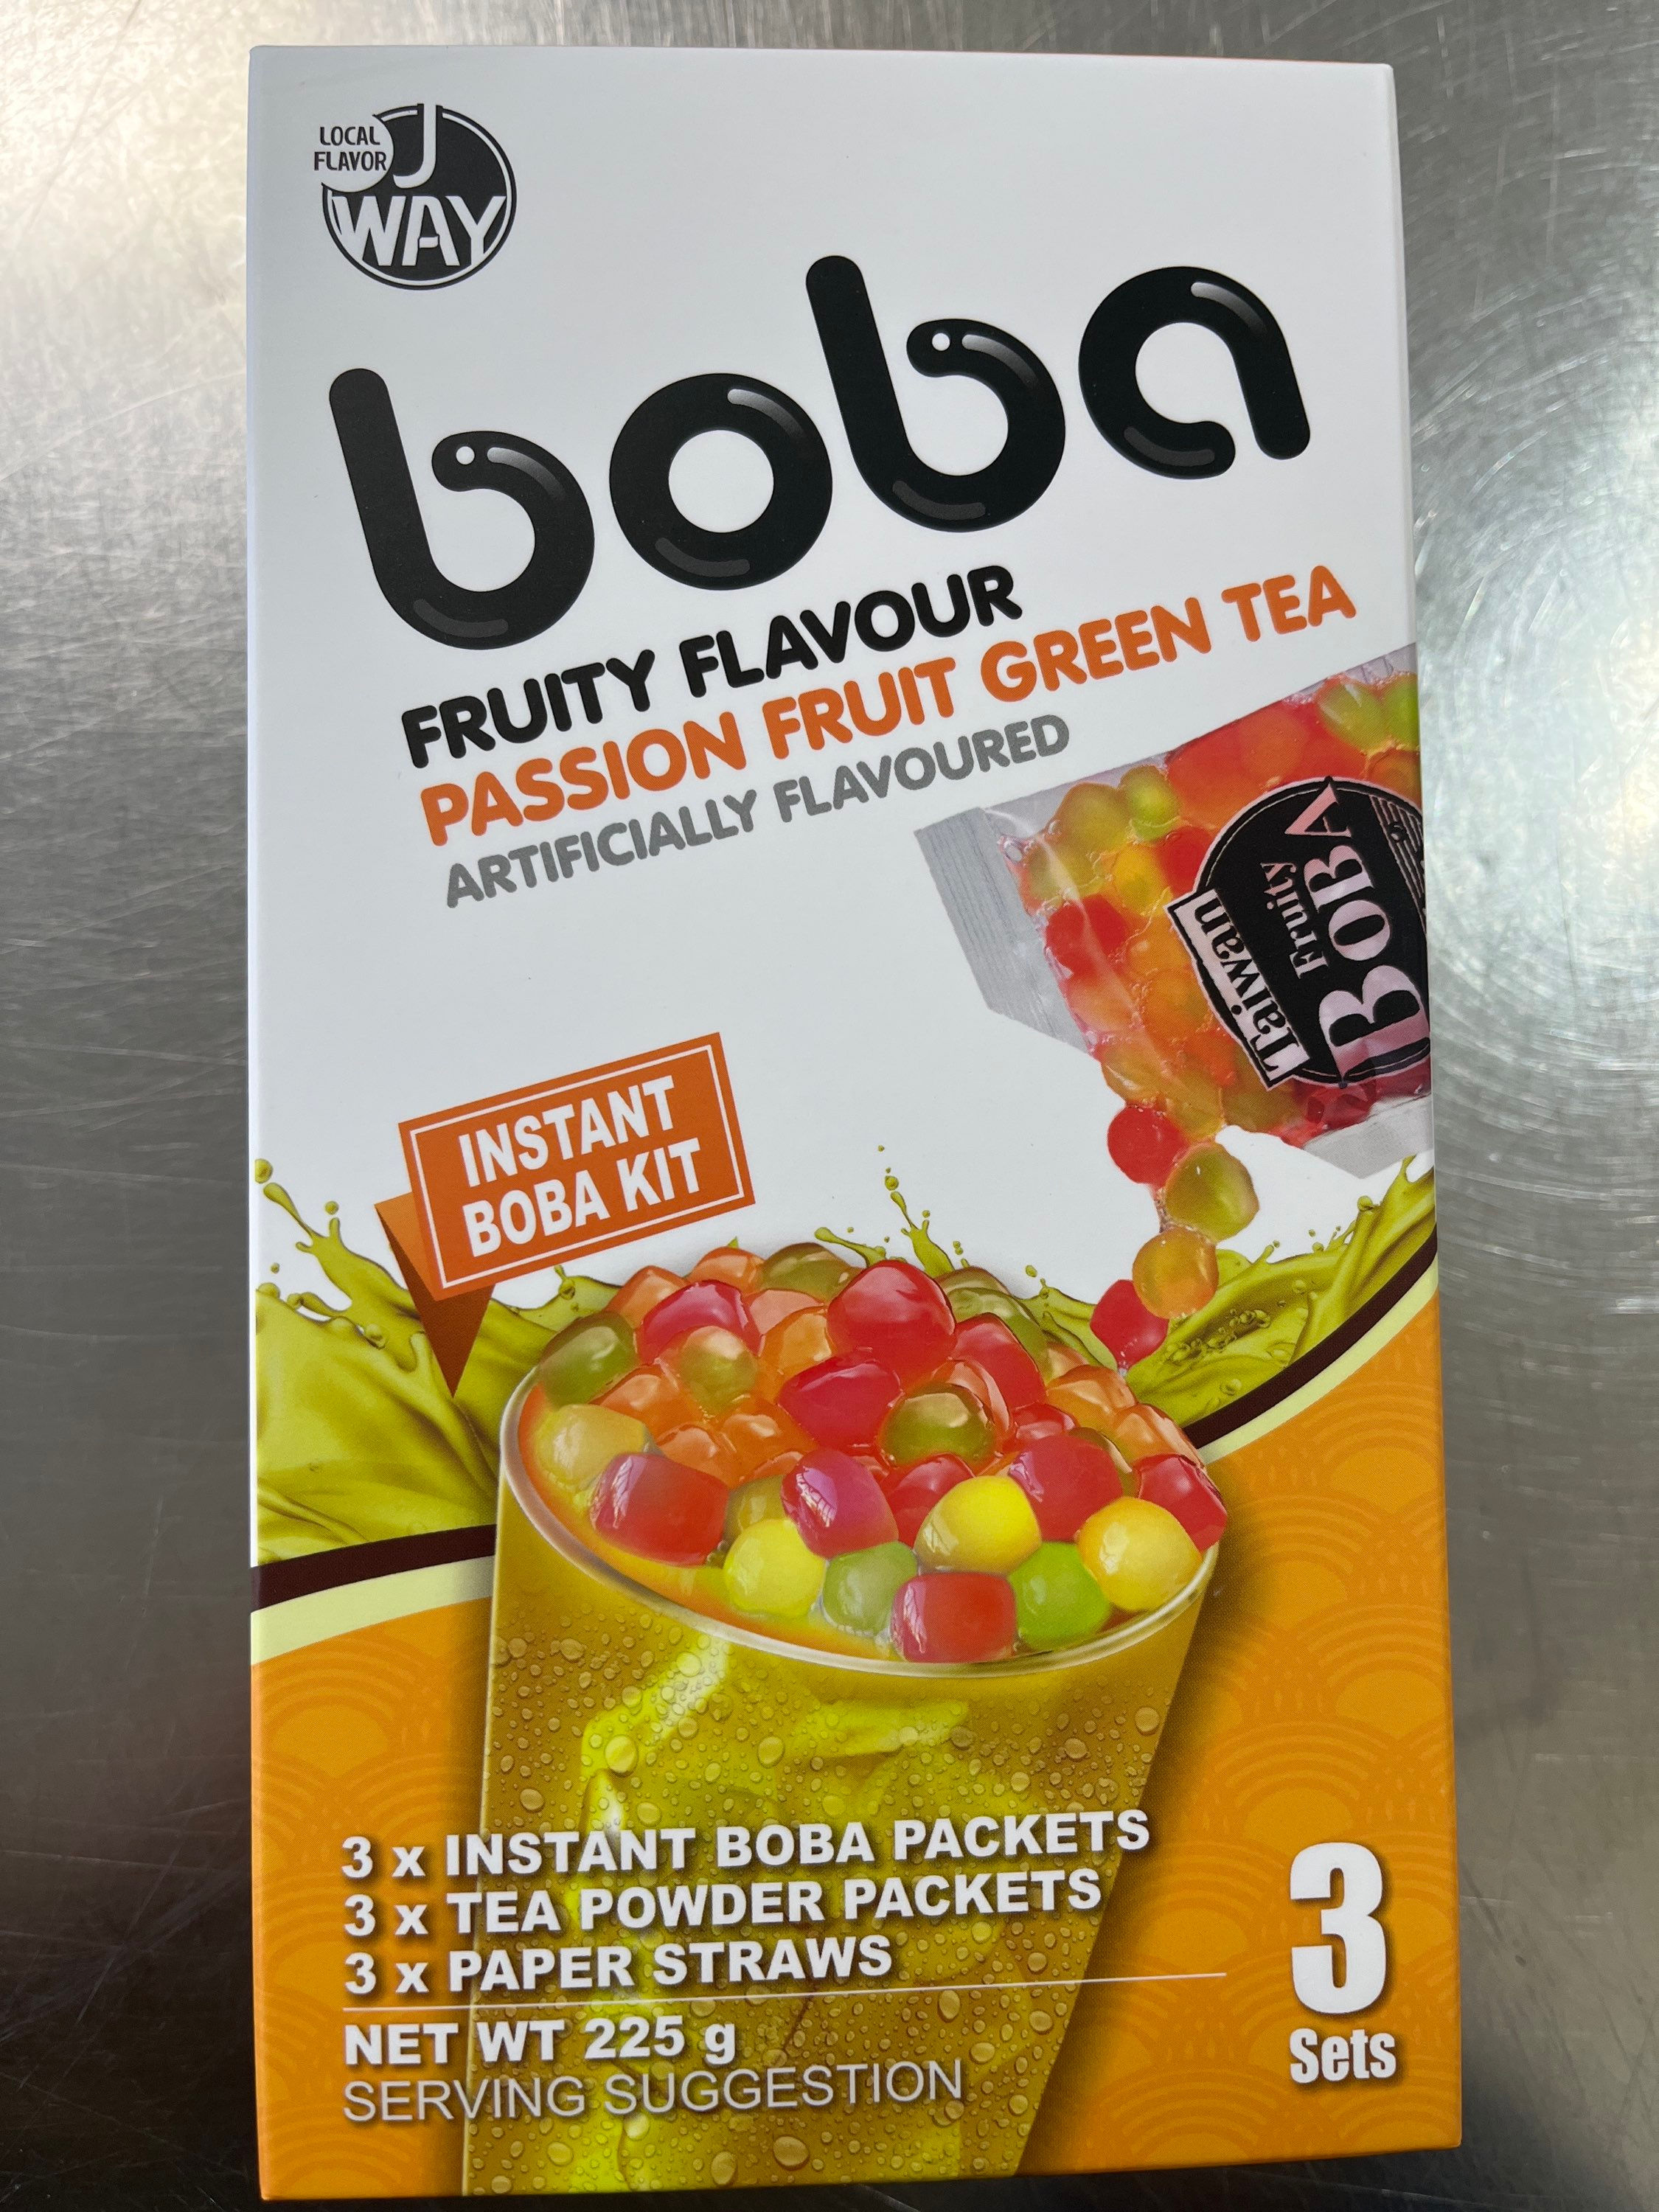 LOCAL
FLAVOR
J
WAY
boba
FRUITY FLAVOUR
PASSION FRUIT GREEN TEA
ARTIFICIALLY FLAVOURED
Taiwan
Fruity
BOBA
INSTANT
BOBA KIT
3 x INSTANT BOBA PACKETS
3 x TEA POWDER PACKETS
3 x PAPER STRAWS
NET WT 225 g
SERVING SUGGESTION
3
Sets